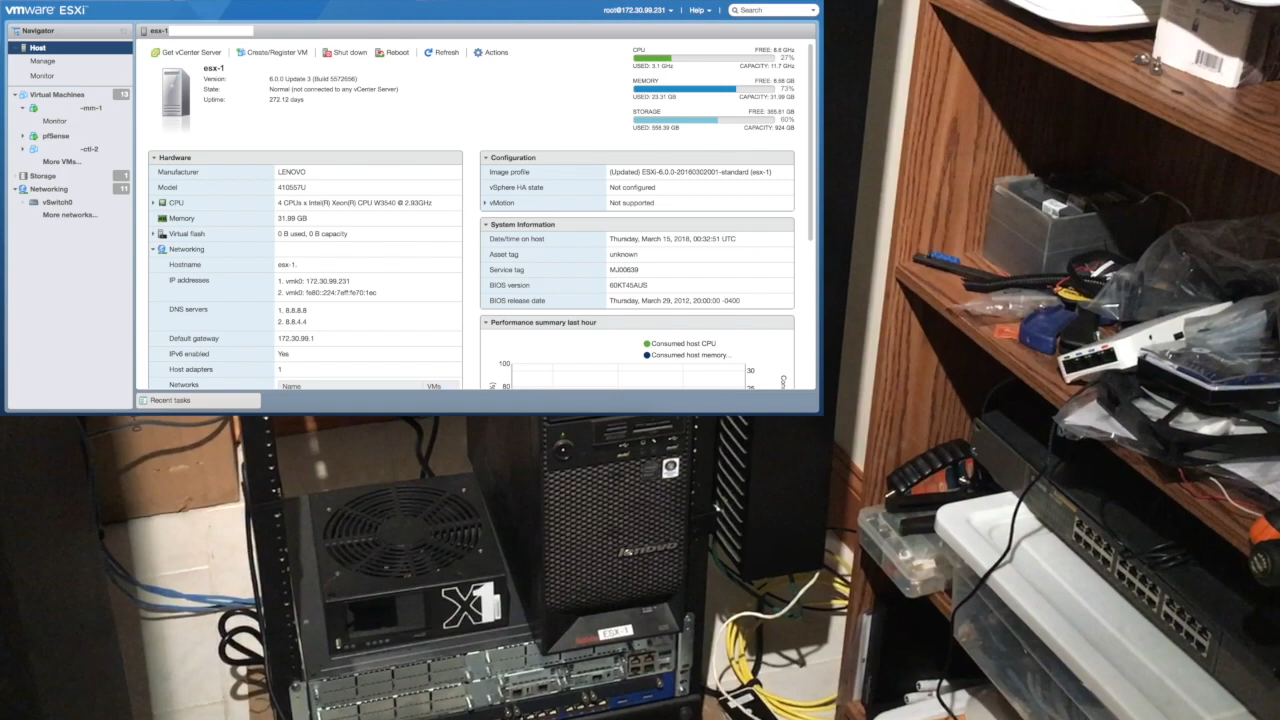 vmware ESXi
root@172.30.99.231 | Help | Search
Navigator
esx-1
Host
Manage
Monitor
Virtual Machines 13
-mm-1
Monitor
pfSense
-ctl-2
More VMs...
Storage 1
Networking 11
vSwitch0
More networks...
Get vCenter Server | Create/Register VM | Shut down Reboot | Refresh | Actions
esx-1
Version: 6.0.0 Update 3 (Build 5572656)
State: Normal (not connected to any vCenter Server)
Uptime: 272.12 days
CPU FREE: 8.6 GHz
27%
USED: 3.1 GHz CAPACITY: 11.7 GHz
MEMORY FREE: 8.68 GB
73%
USED: 23.31 GB CAPACITY: 31.99 GB
STORAGE FREE: 365.61 GB
60%
USED: 558.39 GB CAPACITY: 924 GB
Hardware
Manufacturer LENOVO
Model 410557U
CPU 4 CPUs x Intel(R) Xeon(R) CPU W3540 @ 2.93GHz
Memory 31.99 GB
Virtual flash 0 B used, 0 B capacity
Networking
Hostname esx-1.
IP addresses 1. vmk0: 172.30.99.231
2. vmk0: fe80::224:7eff:fe70:1ec
DNS servers 1. 8.8.8.8
2. 8.8.4.4
Default gateway 172.30.99.1
IPv6 enabled Yes
Host adapters 1
Networks Name VMs
Configuration
Image profile (Updated) ESXi-6.0.0-20160302001-standard (esx-1)
vSphere HA state Not configured
vMotion Not supported
System Information
Date/time on host Thursday, March 15, 2018, 00:32:51 UTC
Asset tag unknown
Service tag MJ00639
BIOS version 60KT45AUS
BIOS release date Thursday, March 29, 2012, 20:00:00 -0400
Performance summary last hour
Consumed host CPU
Consumed host memory...
100
30
80
(%)
25
Recent tasks
lenovo
X1
ESX-1